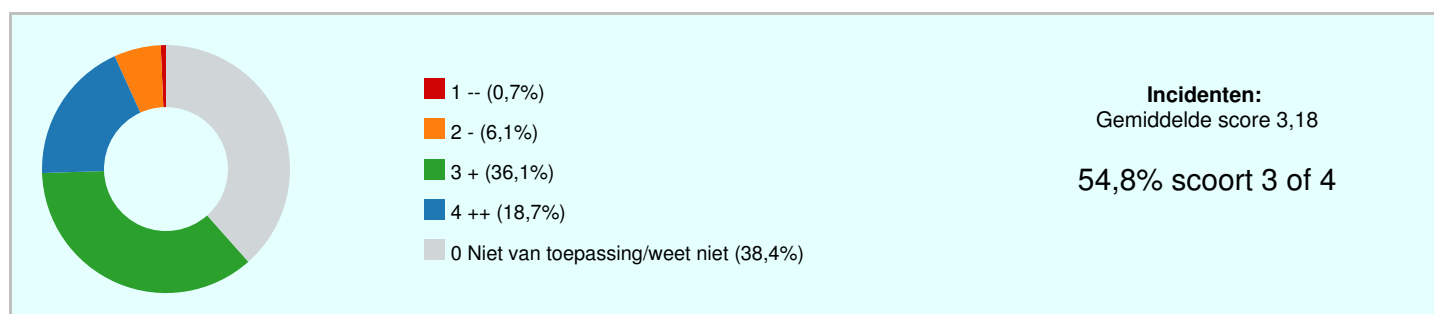 1 -- (0,7%)
2 - (6,1%)
3 + (36,1%)
4 ++ (18,7%)
0 Niet van toepassing/weet niet (38,4%)
Incidenten:
Gemiddelde score 3,18
54,8% scoort 3 of 4